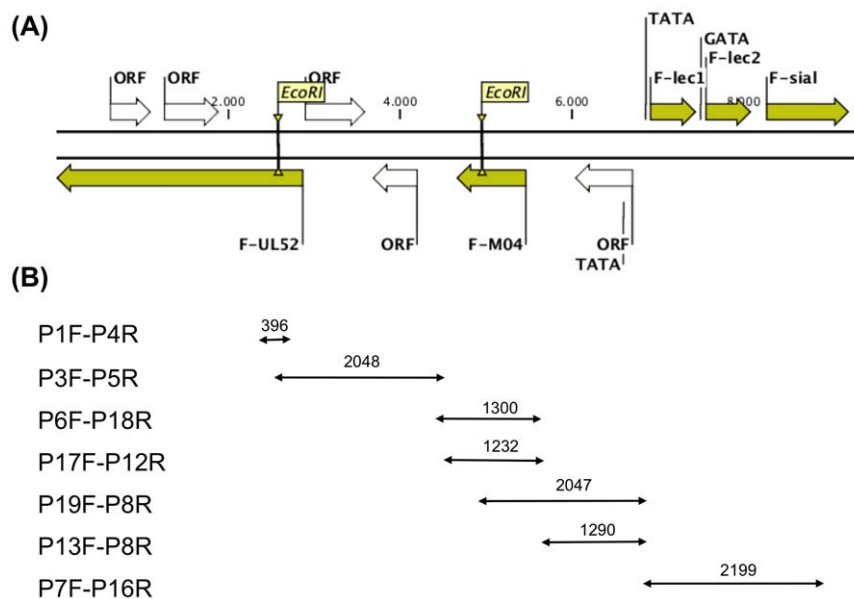 (A)
TATA
GATA
ORF ORF ORF F-lec1 F-lec2 F-sial
EcoRI EcoRI
2.000 4.000 6.000 8.000
F-UL52 ORF F-M04 ORF
TATA
(B)
P1F-P4R 396
P3F-P5R 2048
P6F-P18R 1300
P17F-P12R 1232
P19F-P8R 2047
P13F-P8R 1290
P7F-P16R 2199